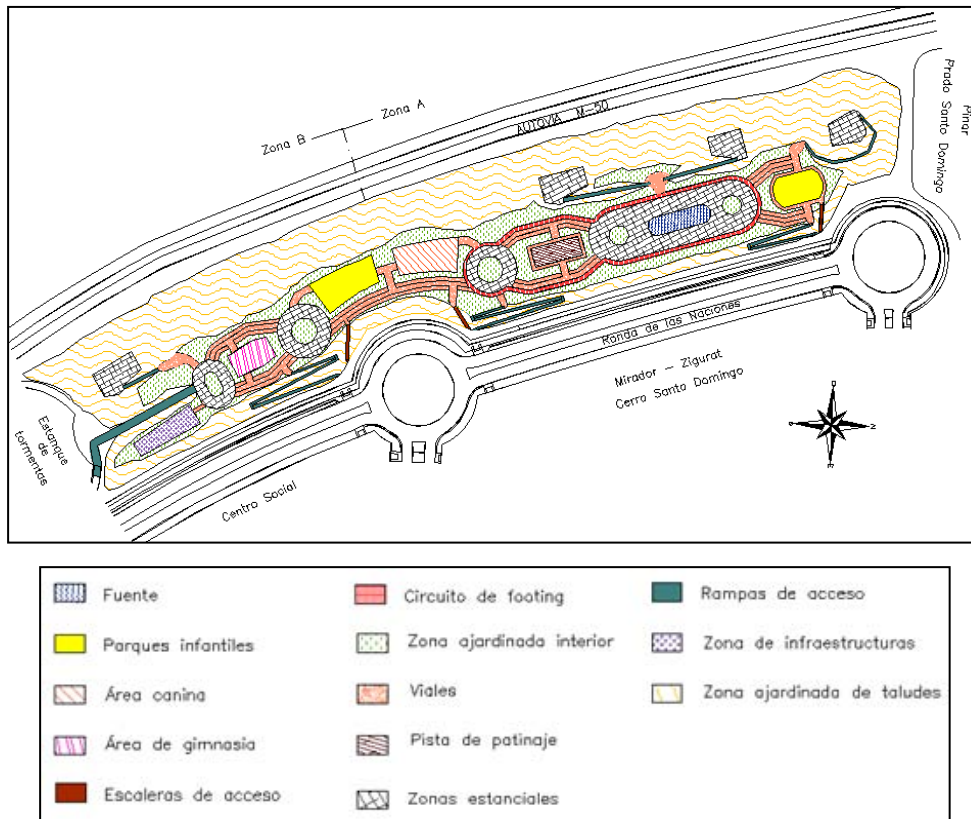 Zona B
Zona A
AUTOVIA M-50
Pinar
Prado Santo Domingo
Ronda de las Naciones
Mirador - Zigurat
Cerro Santo Domingo
Estanque
de
tormentas
Centro Social
N
Fuente
Circuito de footing
Rampas de acceso
Parques infantiles
Zona ajardinada interior
Zona de infraestructuras
Área canina
Viales
Zona ajardinada de taludes
Área de gimnasia
Pista de patinaje
Escaleras de acceso
Zonas estanciales